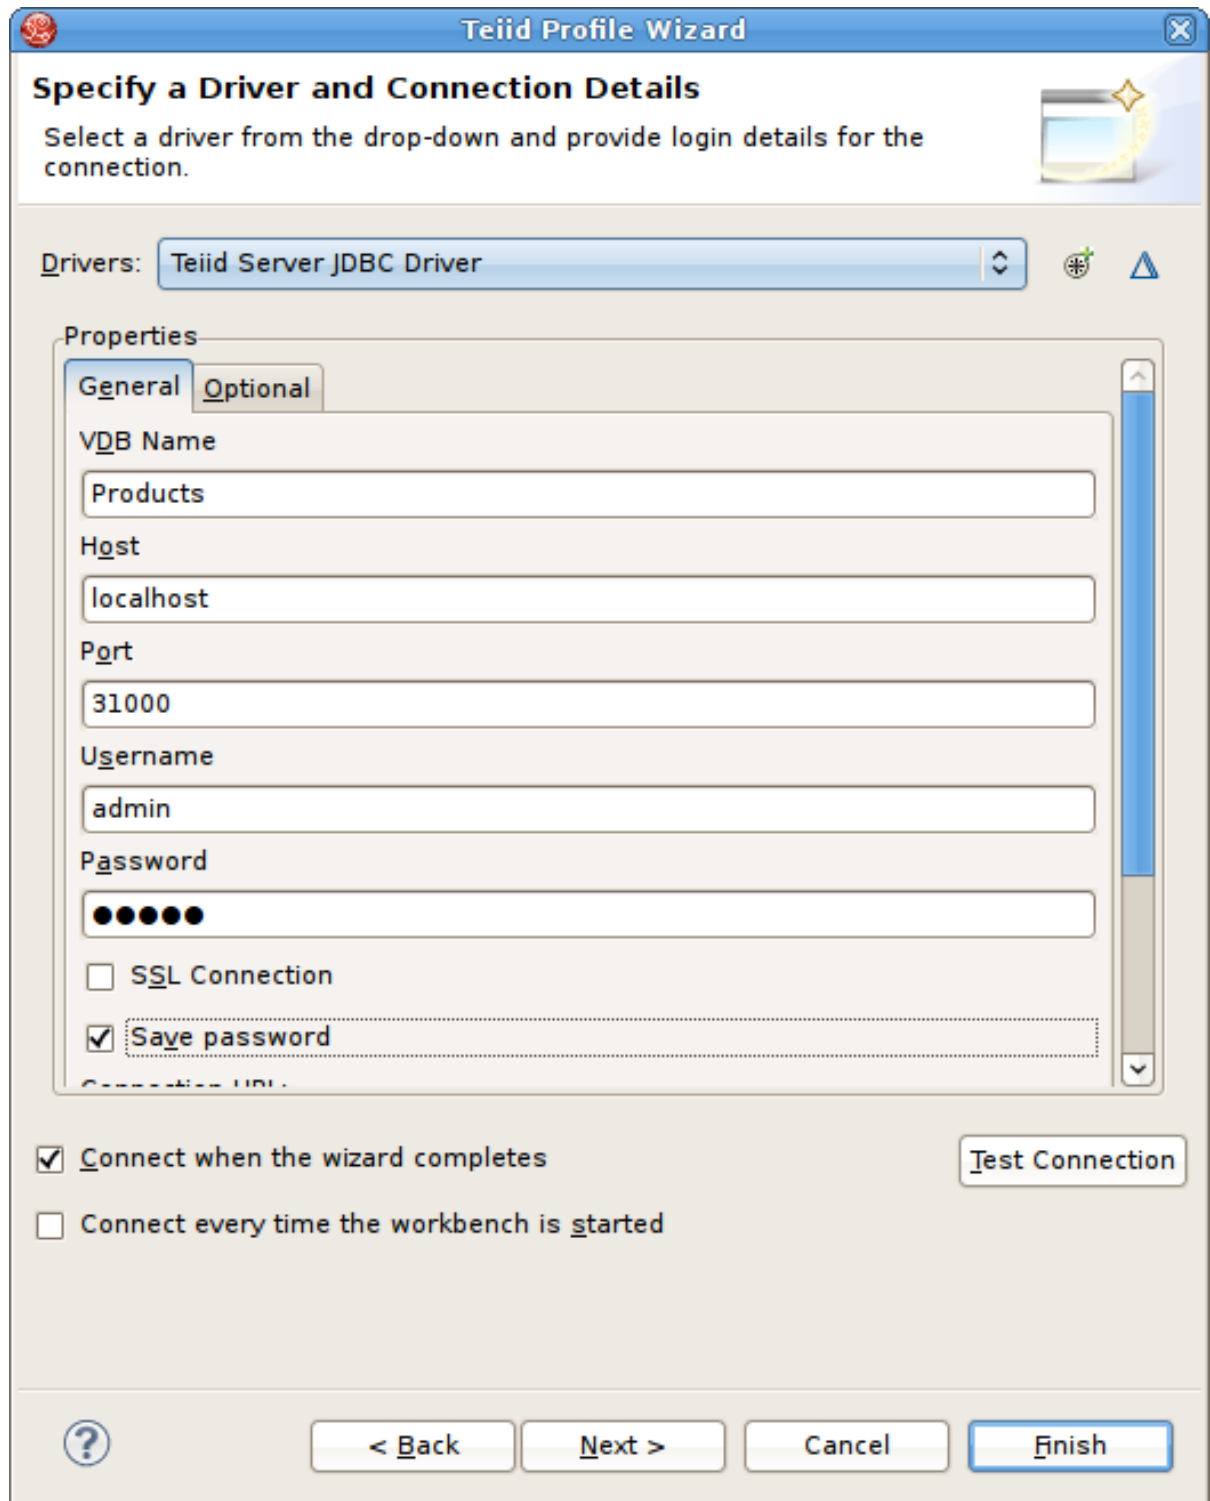 Teiid Profile Wizard
Specify a Driver and Connection Details
Select a driver from the drop-down and provide login details for the
connection.
Drivers: Teiid Server JDBC Driver
Properties
General Optional
VDB Name
Products
Host
localhost
Port
31000
Username
admin
Password
●●●●●
SSL Connection
Save password
Connection URL:
Connect when the wizard completes
Test Connection
Connect every time the workbench is started
? < Back Next > Cancel Finish